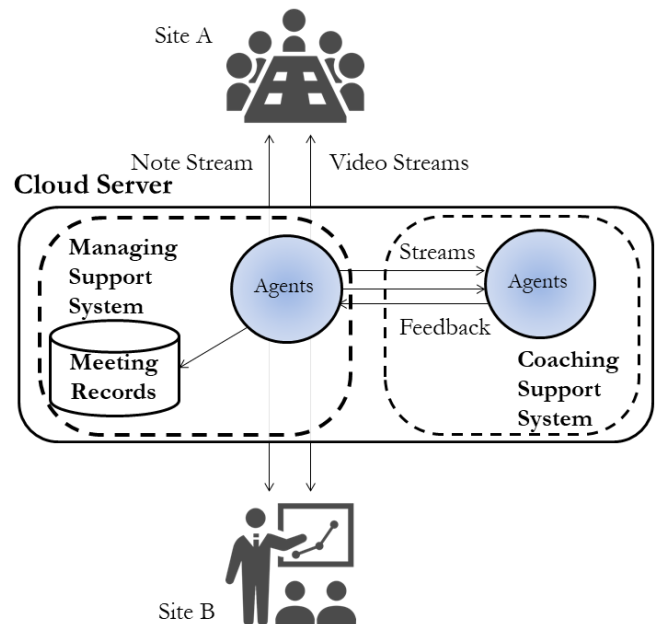 Site A
Note Stream
Video Streams
Cloud Server
Managing
Support
System
Agents
Streams
Agents
Feedback
Meeting
Records
Coaching
Support
System
Site B